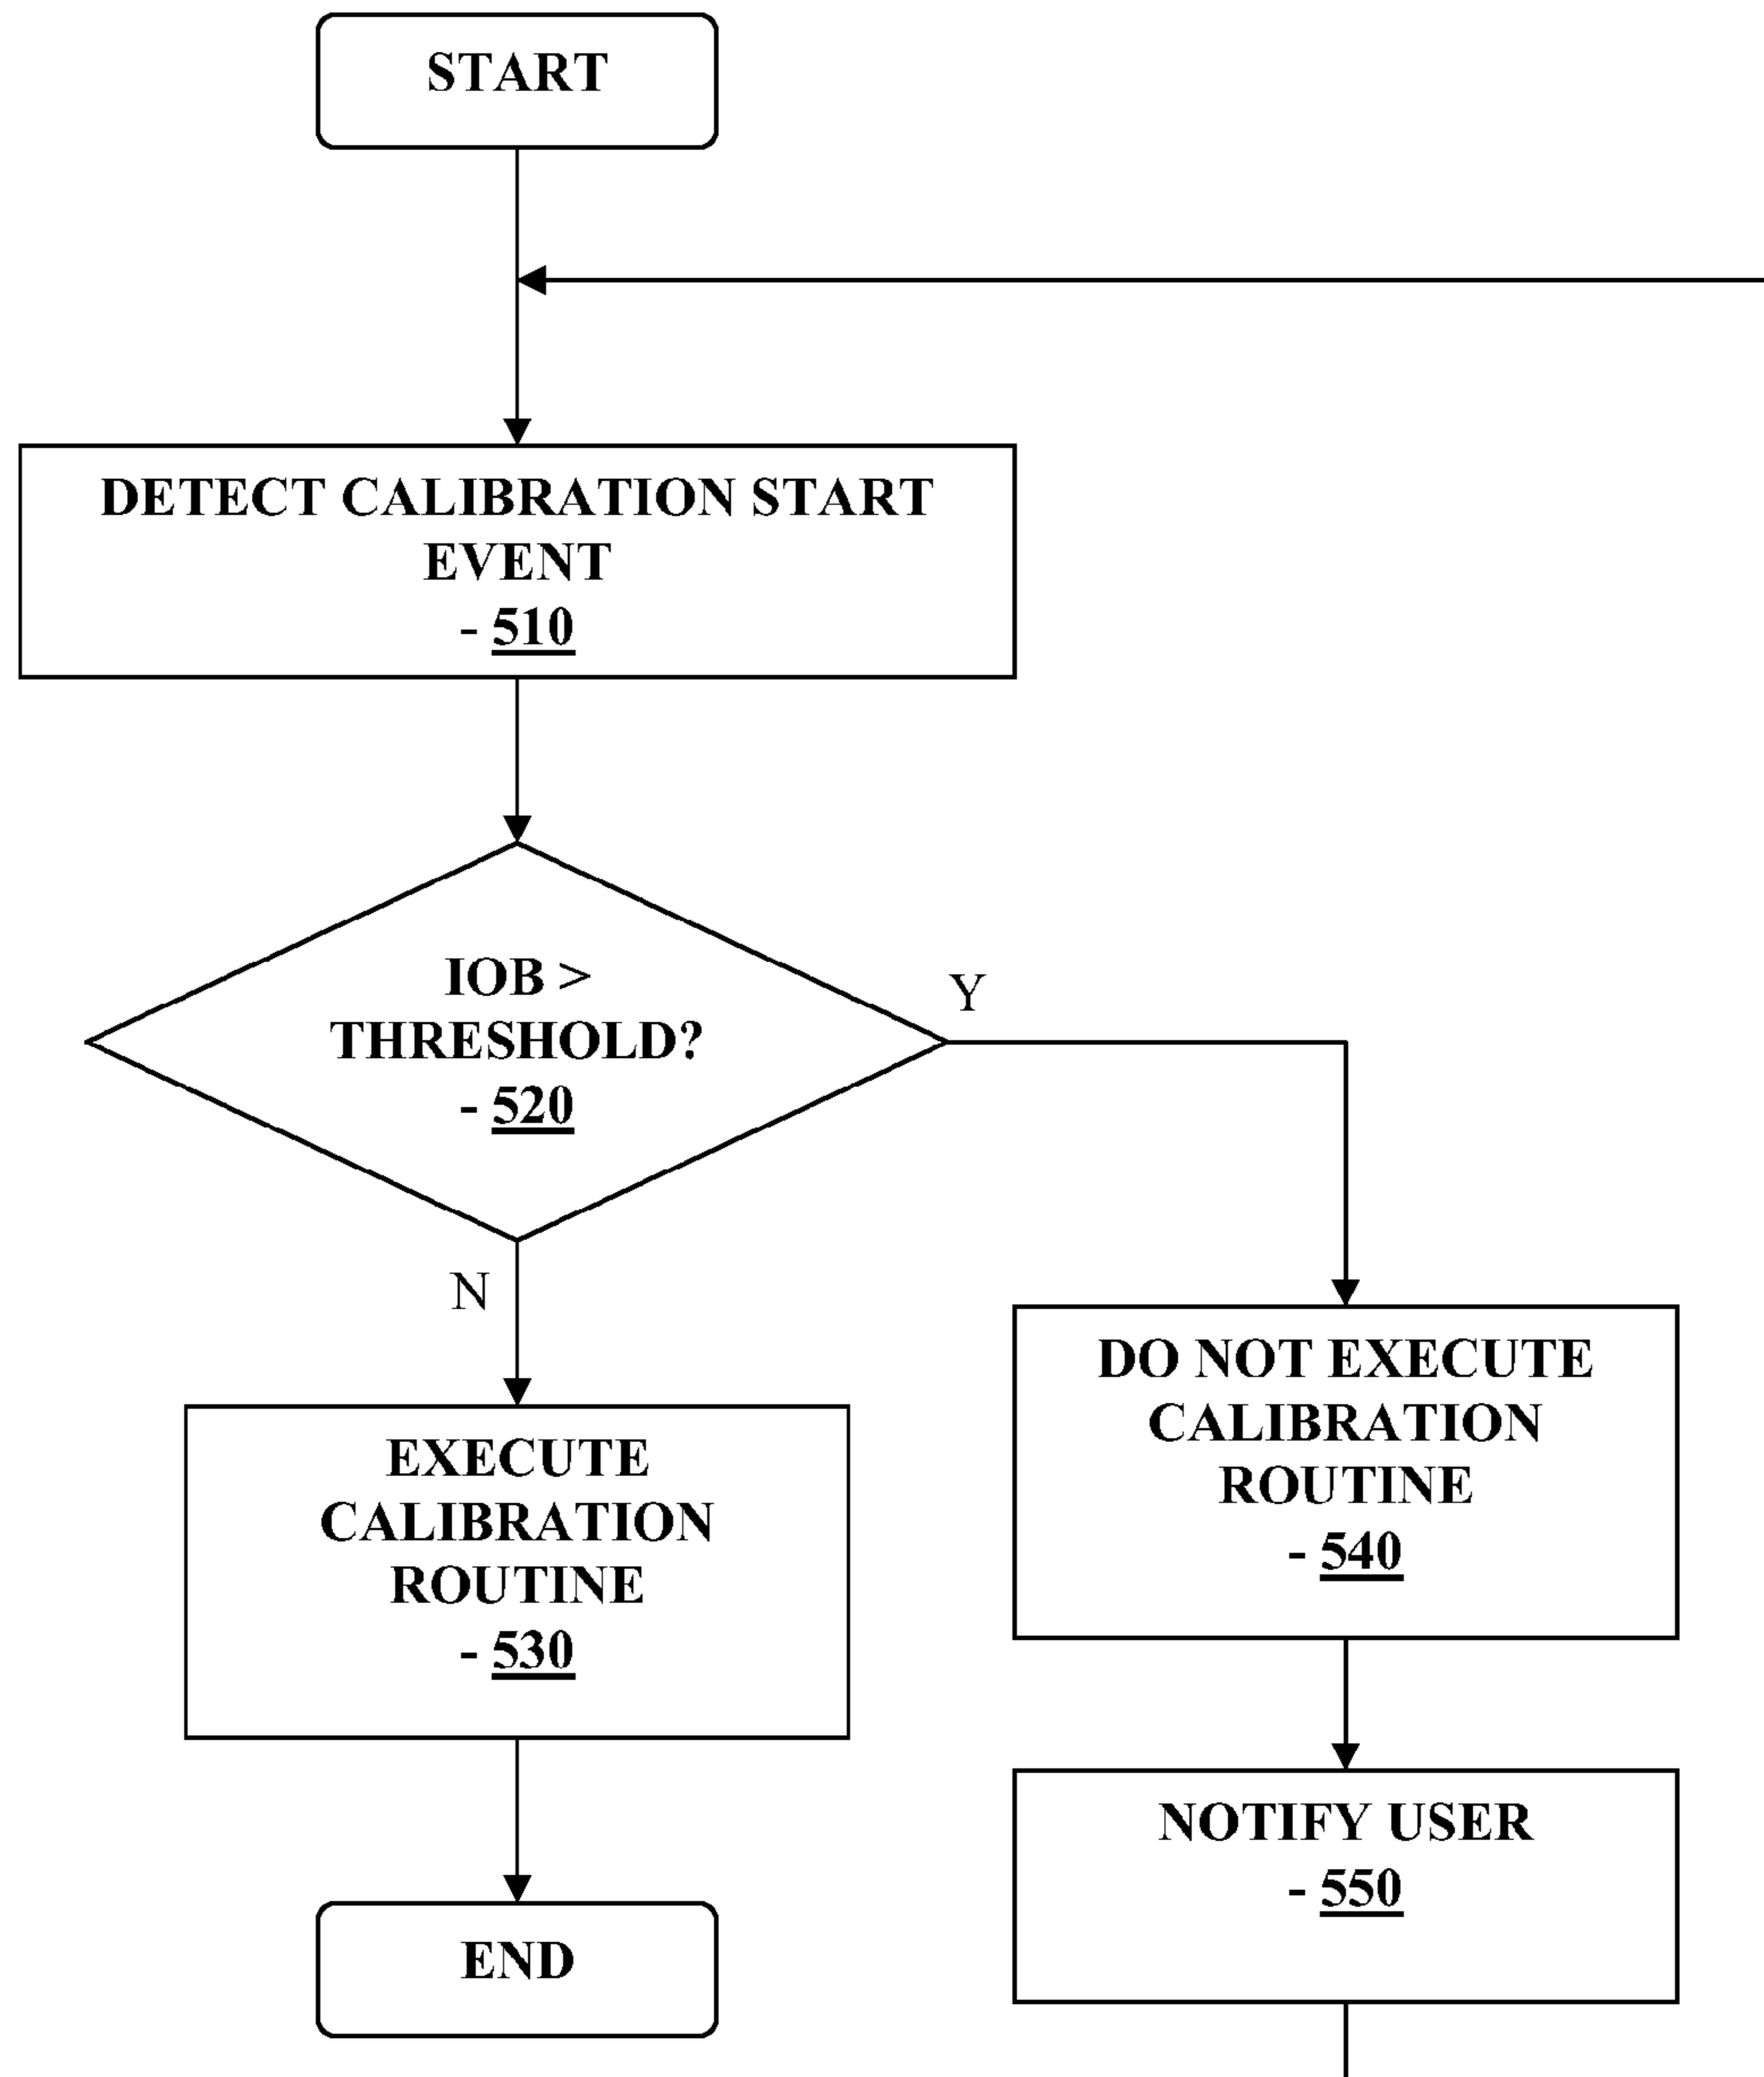 START
DETECT CALIBRATION START
EVENT
- 510
IOB >
THRESHOLD?
- 520
Y
N
DO NOT EXECUTE
CALIBRATION
ROUTINE
- 540
EXECUTE
CALIBRATION
ROUTINE
- 530
NOTIFY USER
- 550
END